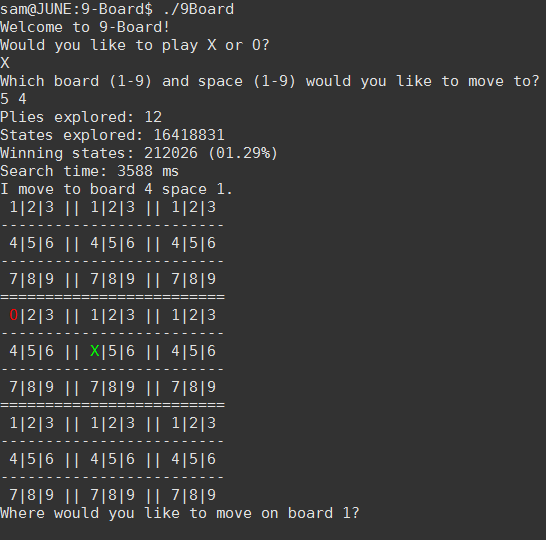 sam@JUNE:9-Board$ ./9Board
Welcome to 9-Board!
Would you like to play X or O?
X
Which board (1-9) and space (1-9) would you like to move to?
5 4
Plies explored: 12
States explored: 16418831
Winning states: 212026 (01.29%)
Search time: 3588 ms
I move to board 4 space 1.
 1|2|3 || 1|2|3 || 1|2|3
-------------------------
 4|5|6 || 4|5|6 || 4|5|6
-------------------------
 7|8|9 || 7|8|9 || 7|8|9
=========================
 O|2|3 || 1|2|3 || 1|2|3
-------------------------
 4|5|6 || X|5|6 || 4|5|6
-------------------------
 7|8|9 || 7|8|9 || 7|8|9
=========================
 1|2|3 || 1|2|3 || 1|2|3
-------------------------
 4|5|6 || 4|5|6 || 4|5|6
-------------------------
 7|8|9 || 7|8|9 || 7|8|9
Where would you like to move on board 1?